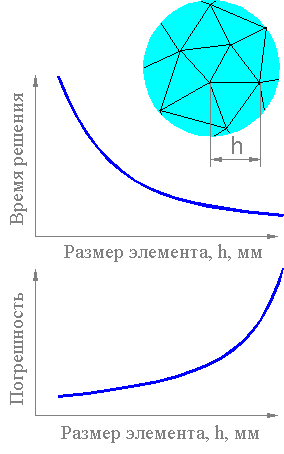 h
Время решения
Размер элемента, h, мм
Погрешность
Размер элемента, h, мм